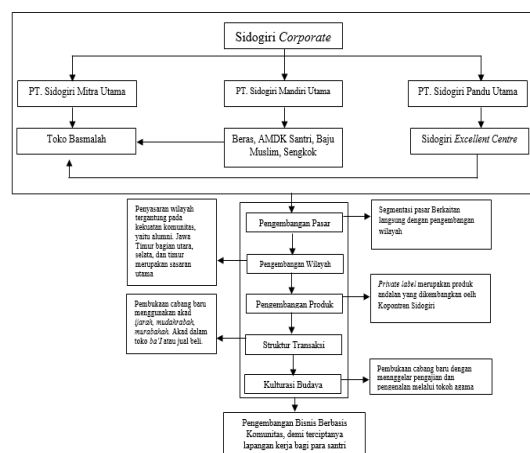 Sidogiri Corporate
PT. Sidogiri Mitra Utama
PT. Sidogiri Mandiri Utama
PT. Sidogiri Pandu Utama
Toko Basmalah
Beras, AMDK Santri, Baju
Muslim, Sengkok
Sidogiri Excellent Centre
Penyasaran wilayah
tergantung pada
kekuatan komunitas,
yaitu alumni. Jawa
Timur bagian utara,
selata, dan timur
merupakan sasaran
utama
Pengembangan Pasar
Segmentasi pasar Berkaitan
langsung dengan pengembangan
wilayah
Pengembangan Wilayah
Pengembangan Produk
Private label merupakan produk
andalan yang dikembangkan oelh
Kopontren Sidogiri
Pembukaan cabang baru
menggunakan akad
ijarah, mudahrabah,
murabahah. Akad dalam
toko ba'I atau jual beli.
Struktur Transaksi
Kulturasi Budaya
Pembukaan cabang baru dengan
menggelar pengajian dan
pengenalan melalui tokoh agama
Pengembangan Bisnis Berbasis
Komunitas, demi terciptanya
lapangan kerja bagi para santri